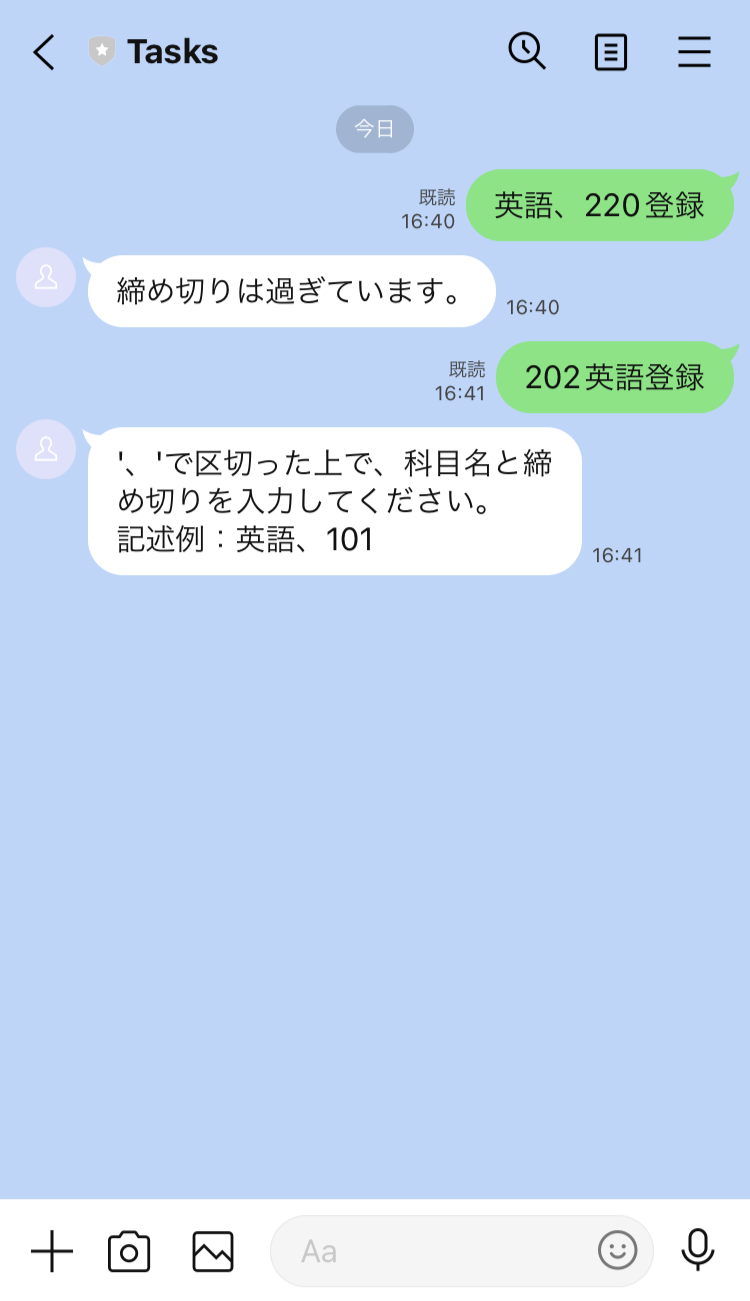 Tasks
今日
既読
16:40
英語、220登録
締め切りは過ぎています。
16:40
既読
16:41
202英語登録
'、'で区切った上で、科目名と締
め切りを入力してください。
記述例：英語、101
16:41
Aa